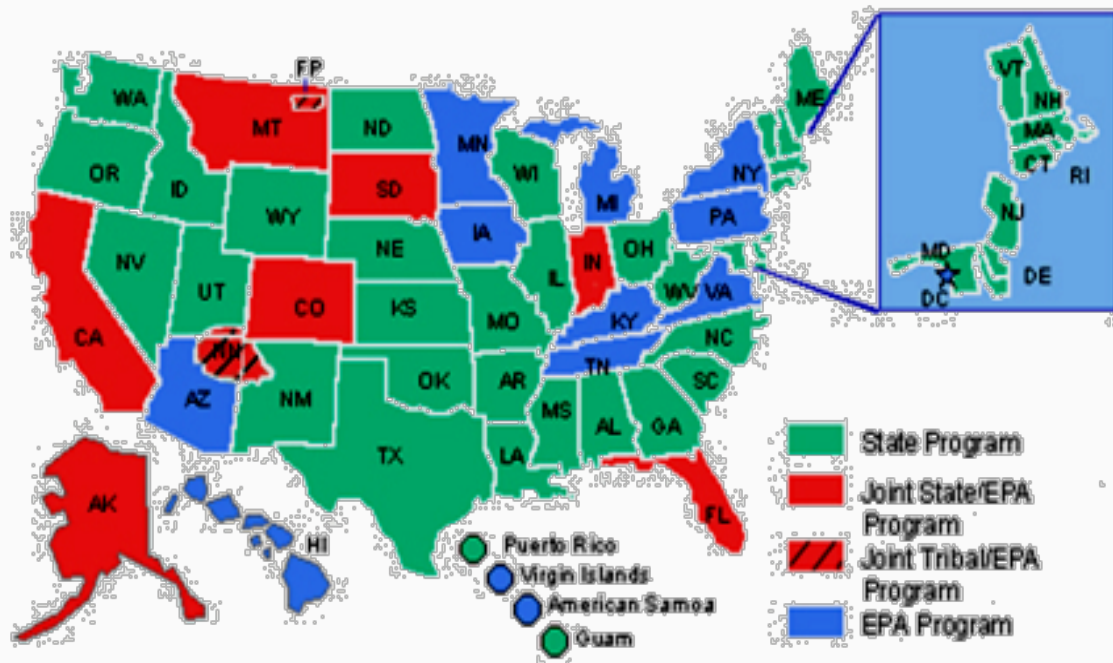 FP
WA
MT
ND
MN
ME
VT
NH
MA
CT
RI
OR
ID
WY
SD
WI
MI
NY
PA
IA
NE
NV
UT
CO
KS
MO
IL
IN
OH
WV
VA
KY
NJ
MD
DE
DC
CA
AZ
NM
OK
AR
TN
NC
SC
MS
AL
GA
TX
LA
FL
AK
HI
Puerto Rico
Virgin Islands
American Samoa
Guam
State Program
Joint State/EPA
Program
Joint Tribal/EPA
Program
EPA Program